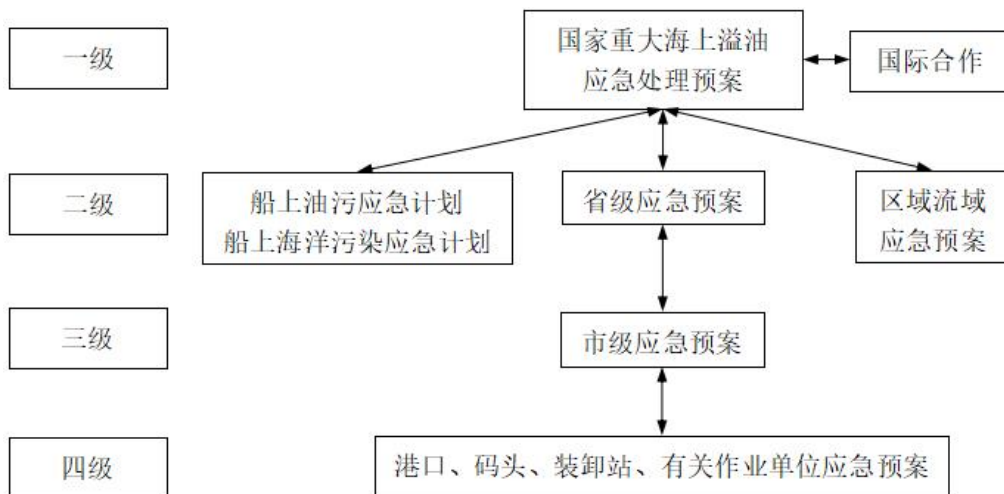 一级
国家重大海上溢油
应急处理预案
国际合作
二级
船上油污应急计划
船上海洋污染应急计划
省级应急预案
区域流域
应急预案
三级
市级应急预案
四级
港口、码头、装卸站、有关作业单位应急预案